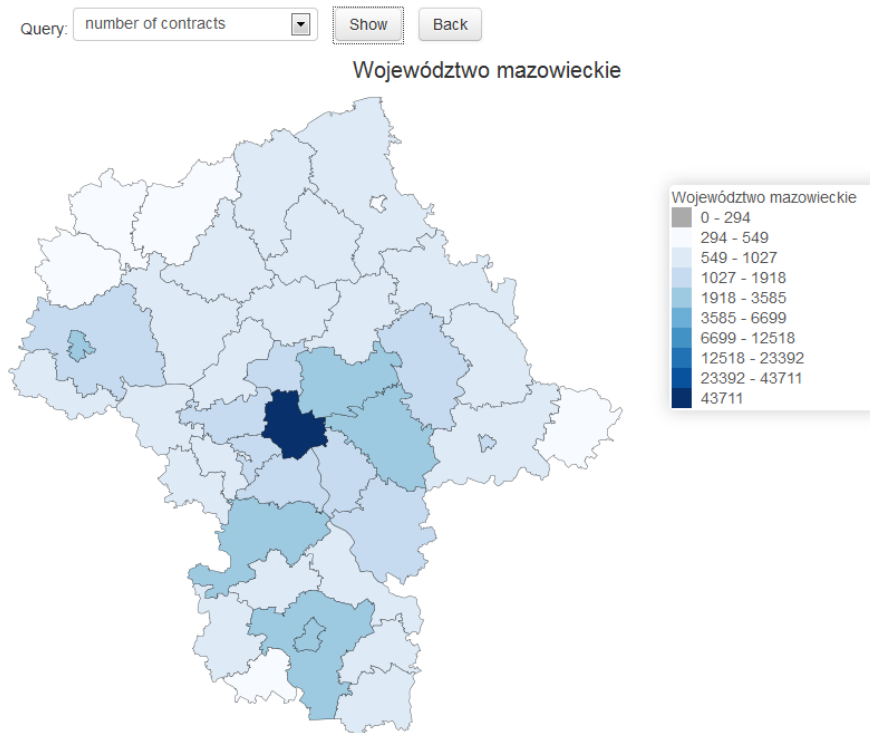 Query: number of contracts Show Back
Województwo mazowieckie
Województwo mazowieckie
0 - 294
294 - 549
549 - 1027
1027 - 1918
1918 - 3585
3585 - 6699
6699 - 12518
12518 - 23392
23392 - 43711
43711